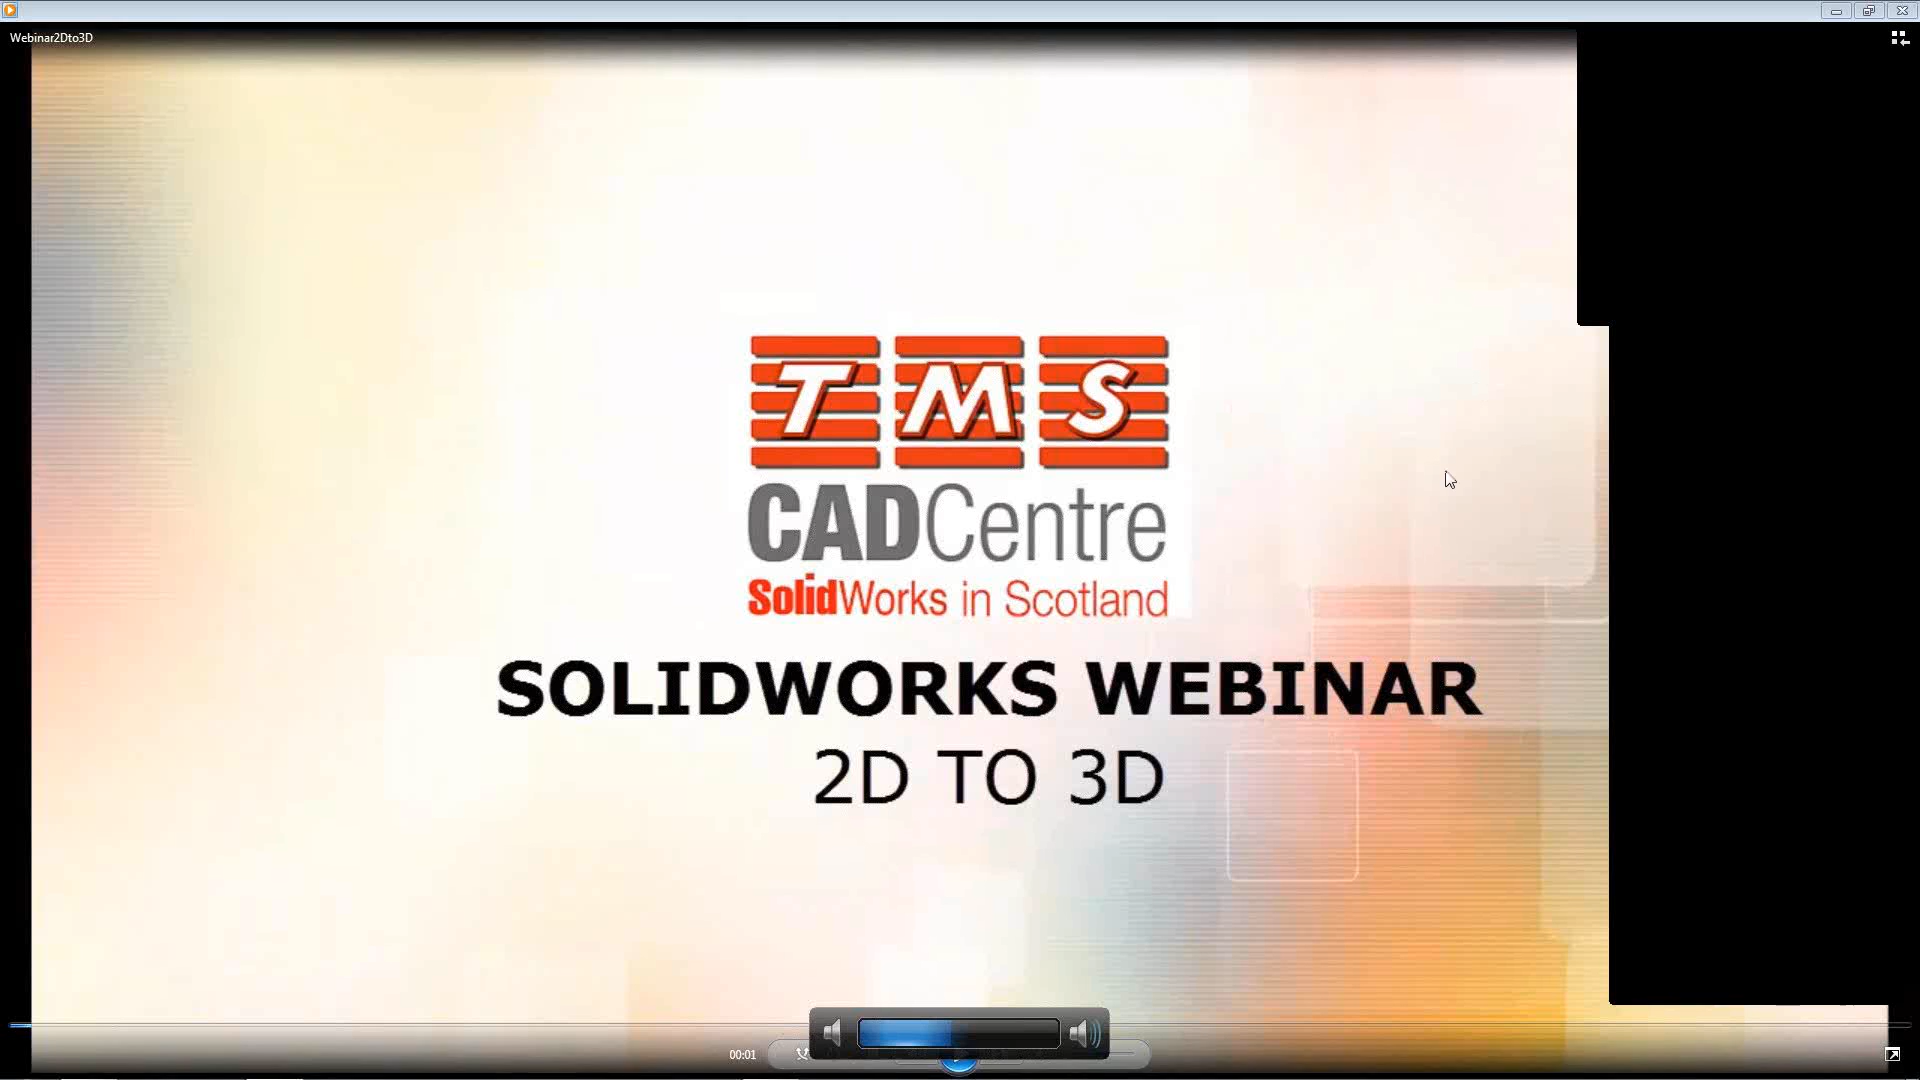 Webinar2Dto3D
TMS
CADCentre
SolidWorks in Scotland
SOLIDWORKS WEBINAR
2D TO 3D
00:01